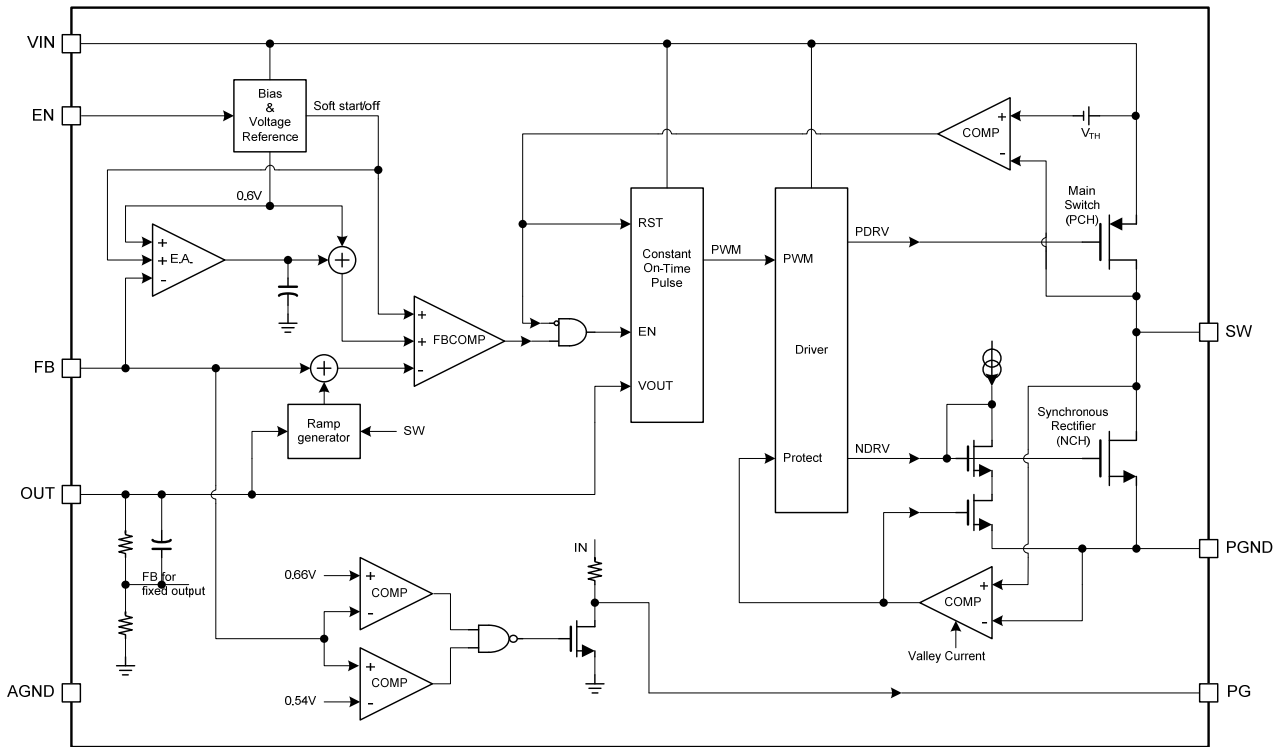 VIN
EN
Bias
&
Voltage
Reference
Soft start/off
COMP
+
-
VTH
0.6V
Main
Switch
(PCH)
RST
Constant
On-Time
Pulse
PWM
PWM
PDRV
+
+
-
E.A.
+
+
+
-
FBCOMP
EN
VOUT
Driver
SW
FB
+
Ramp
generator
SW
Synchronous
Rectifier
(NCH)
Protect
NDRV
OUT
FB for
fixed output
IN
PGND
0.66V
+
-
COMP
COMP
+
-
Valley Current
0.54V
+
-
COMP
AGND
PG